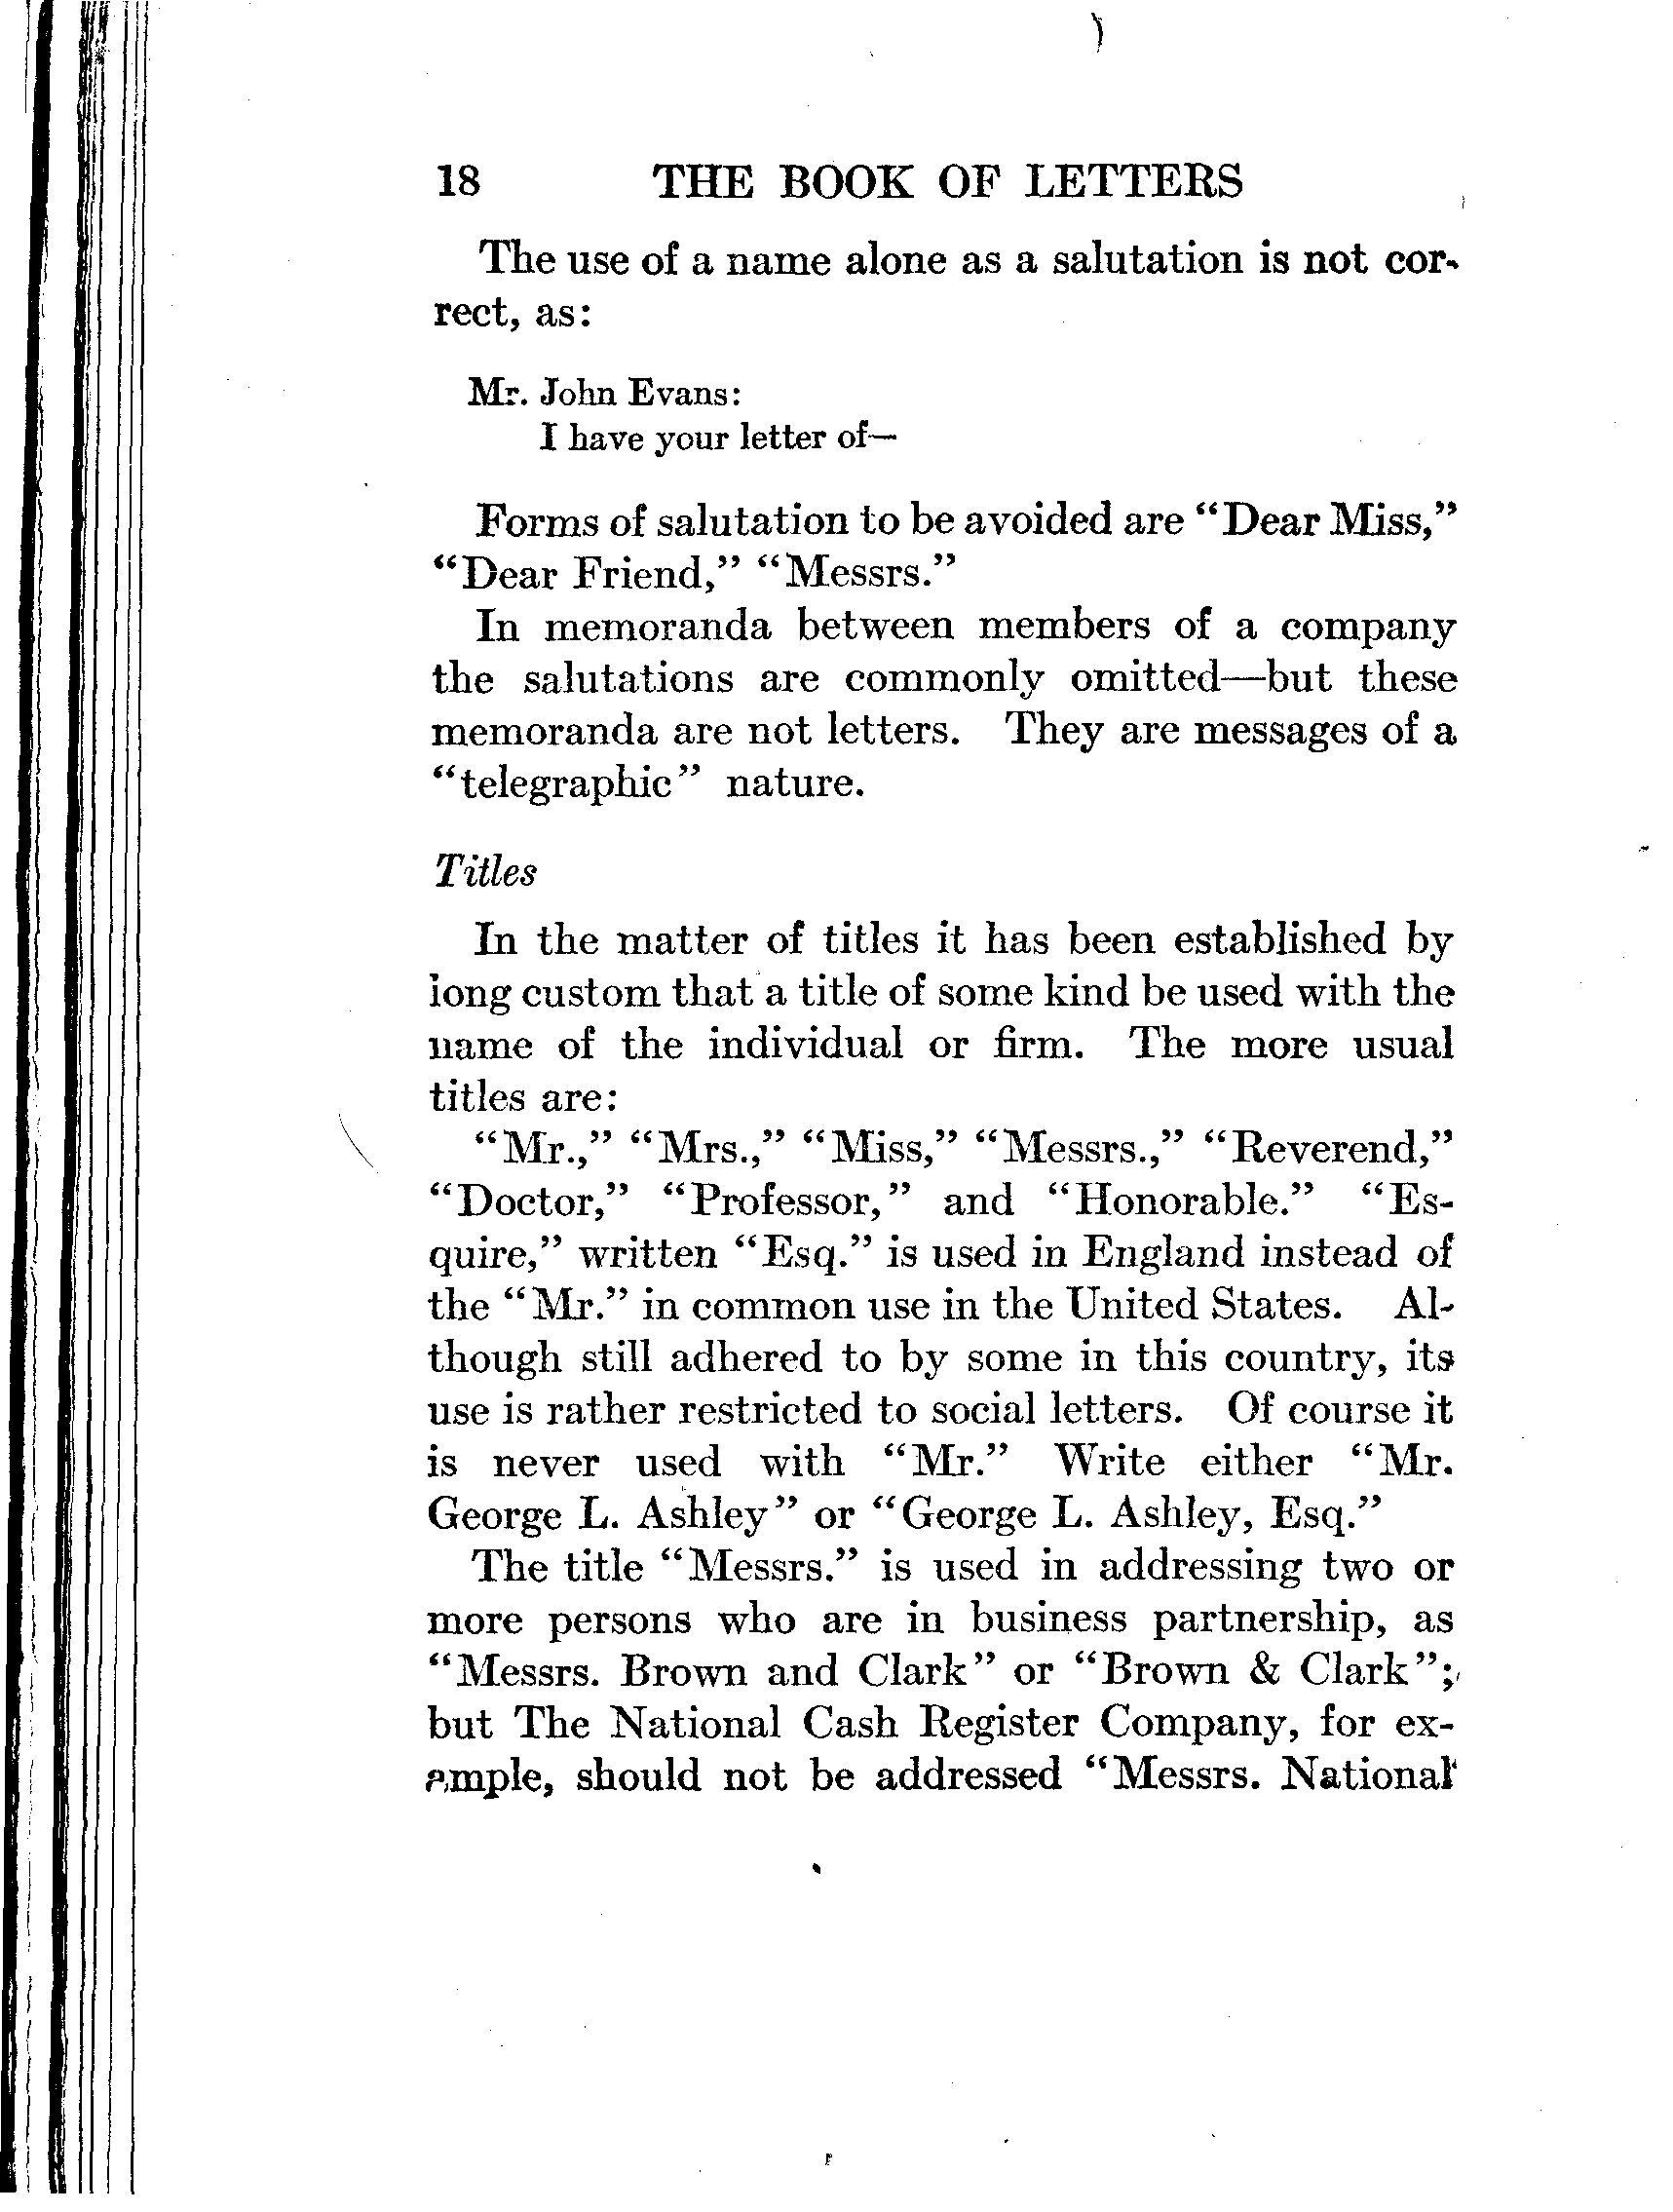 18 THE BOOK OF LETTERS
The use of a name alone as a salutation is not cor-
rect, as:
Mr. John Evans:
I have your letter of—
Forms of salutation to be avoided are "Dear Miss,"
"Dear Friend," "Messrs."
In memoranda between members of a company
the salutations are commonly omitted—but these
memoranda are not letters. They are messages of a
"telegraphic" nature.
Titles
In the matter of titles it has been established by
long custom that a title of some kind be used with the
name of the individual or firm. The more usual
titles are:
"Mr.," "Mrs.," "Miss," "Messrs.," "Reverend,"
"Doctor," "Professor," and "Honorable." "Es-
quire," written "Esq." is used in England instead of
the "Mr." in common use in the United States. Al-
though still adhered to by some in this country, its
use is rather restricted to social letters. Of course it
is never used with "Mr." Write either "Mr.
George L. Ashley" or "George L. Ashley, Esq."
The title "Messrs." is used in addressing two or
more persons who are in business partnership, as
"Messrs. Brown and Clark" or "Brown & Clark";
but The National Cash Register Company, for ex-
ample, should not be addressed "Messrs. National